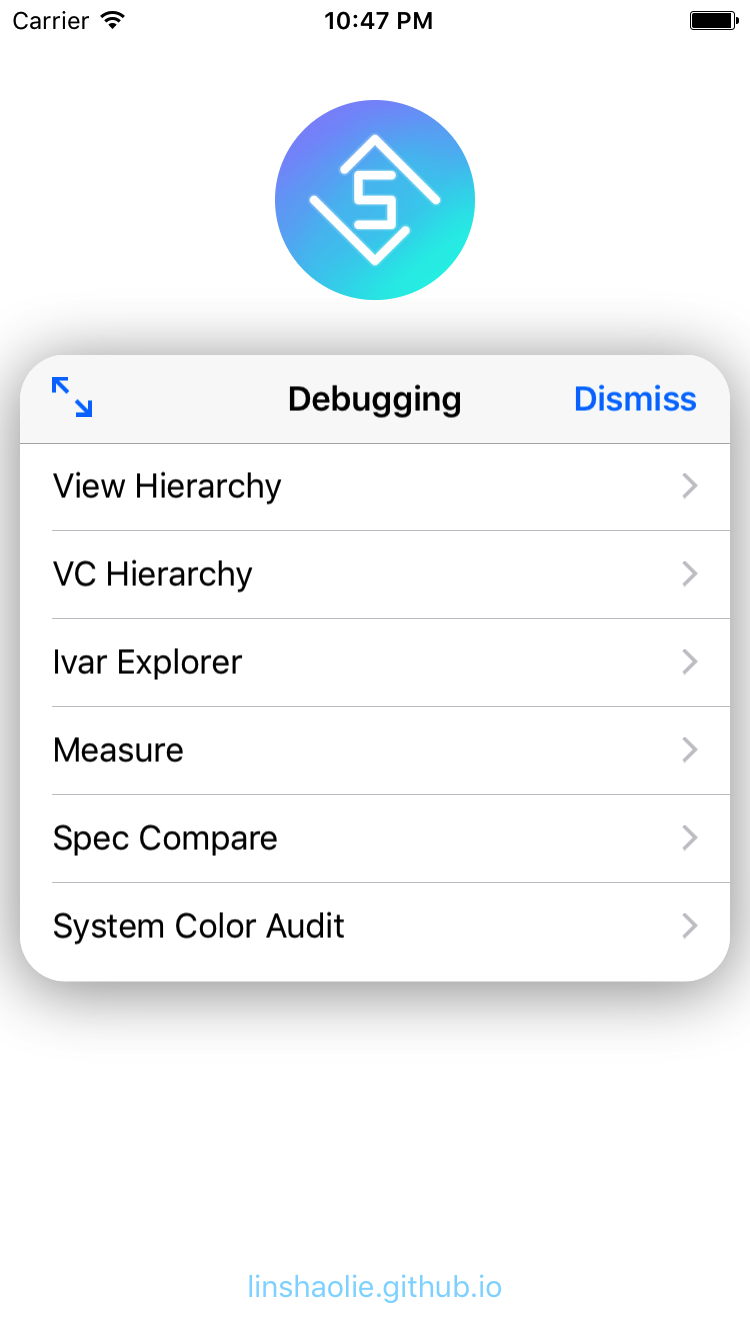 Carrier 10:47 PM
S
Debugging Dismiss
View Hierarchy
VC Hierarchy
Ivar Explorer
Measure
Spec Compare
System Color Audit
linshaolie.github.io